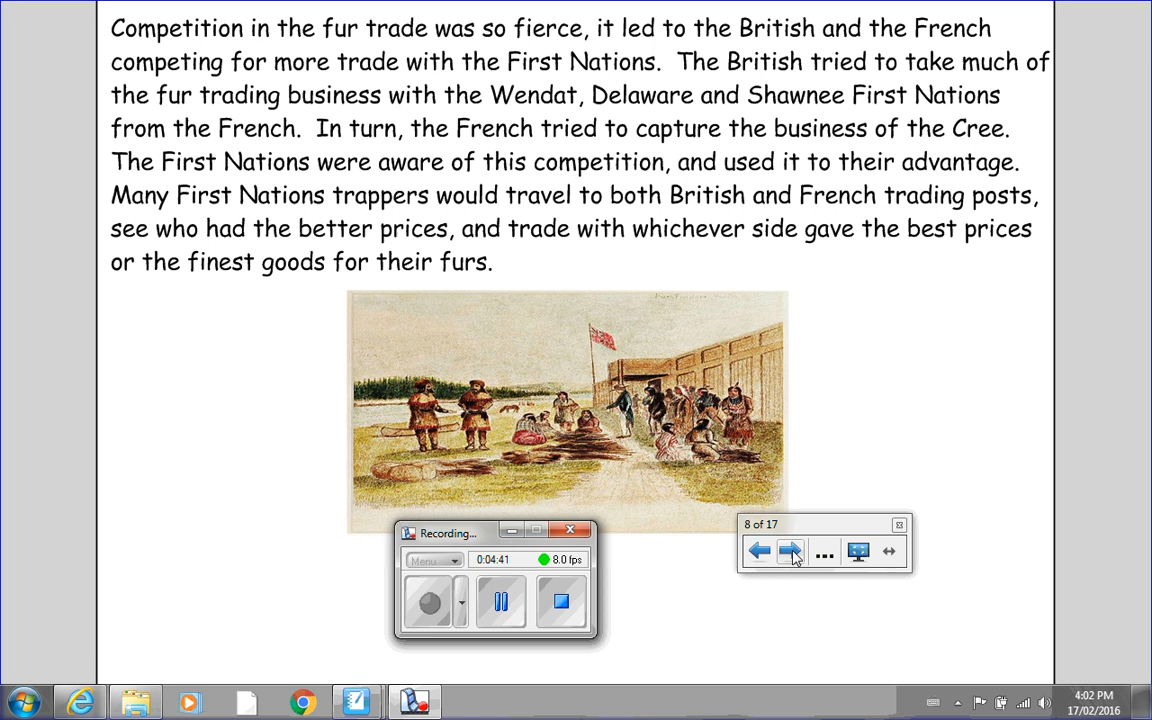 Competition in the fur trade was so fierce, it led to the British and the French
competing for more trade with the First Nations.  The British tried to take much of
the fur trading business with the Wendat, Delaware and Shawnee First Nations
from the French.  In turn, the French tried to capture the business of the Cree.
The First Nations were aware of this competition, and used it to their advantage.
Many First Nations trappers would travel to both British and French trading posts,
see who had the better prices, and trade with whichever side gave the best prices
or the finest goods for their furs.
8 of 17
...
Recording...
Menu
0:04:41
8.0 fps
4:02 PM
17/02/2016